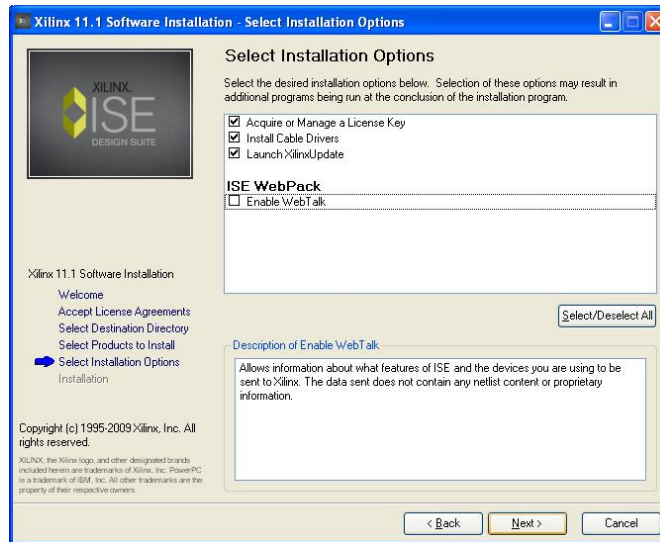 Xilinx 11.1 Software Installation - Select Installation Options
XILINX.
ISE
DESIGN SUITE
Xilinx 11.1 Software Installation
Welcome
Accept License Agreements
Select Destination Directory
Select Products to Install
Select Installation Options
Installation
Copyright (c) 1995-2009 Xilinx, Inc. All
rights reserved.
XILINX, the Xilinx logo, and other designated brands
included herein are trademarks of Xilinx, Inc. PowerPC
is a trademark of IBM, Inc. All other trademarks are the
property of their respective owners.
Select Installation Options
Select the desired installation options below. Selection of these options may result in
additional programs being run at the conclusion of the installation program.
Acquire or Manage a License Key
Install Cable Drivers
Launch XilinxUpdate
ISE WebPack
Enable WebTalk
Select/Deselect All
Description of Enable WebTalk
Allows information about what features of ISE and the devices you are using to be
sent to Xilinx. The data sent does not contain any netlist content or proprietary
information.
< Back
Next >
Cancel